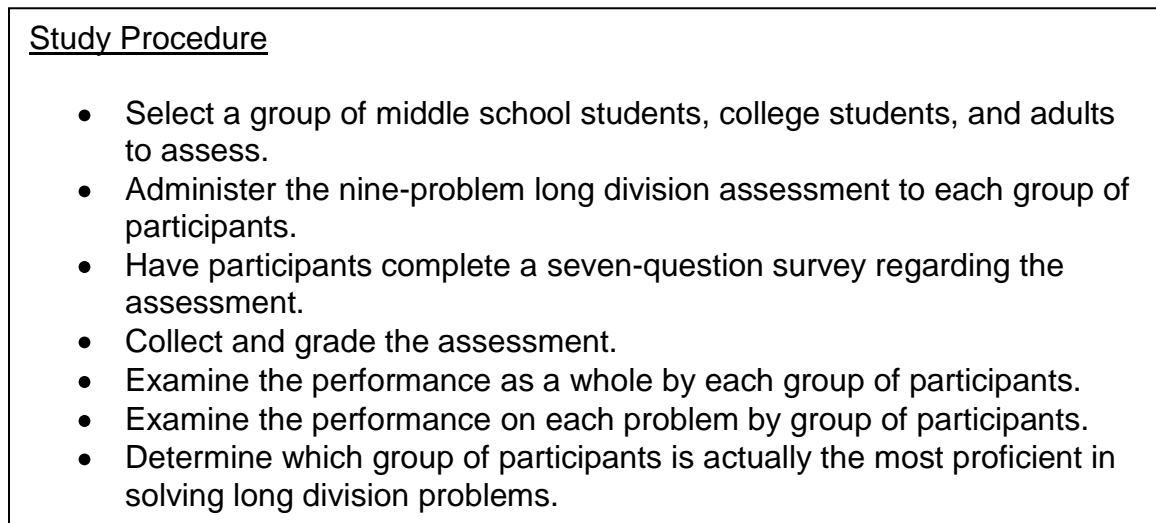 Study Procedure
• Select a group of middle school students, college students, and adults
to assess.
• Administer the nine-problem long division assessment to each group of
participants.
• Have participants complete a seven-question survey regarding the
assessment.
• Collect and grade the assessment.
• Examine the performance as a whole by each group of participants.
• Examine the performance on each problem by group of participants.
• Determine which group of participants is actually the most proficient in
solving long division problems.